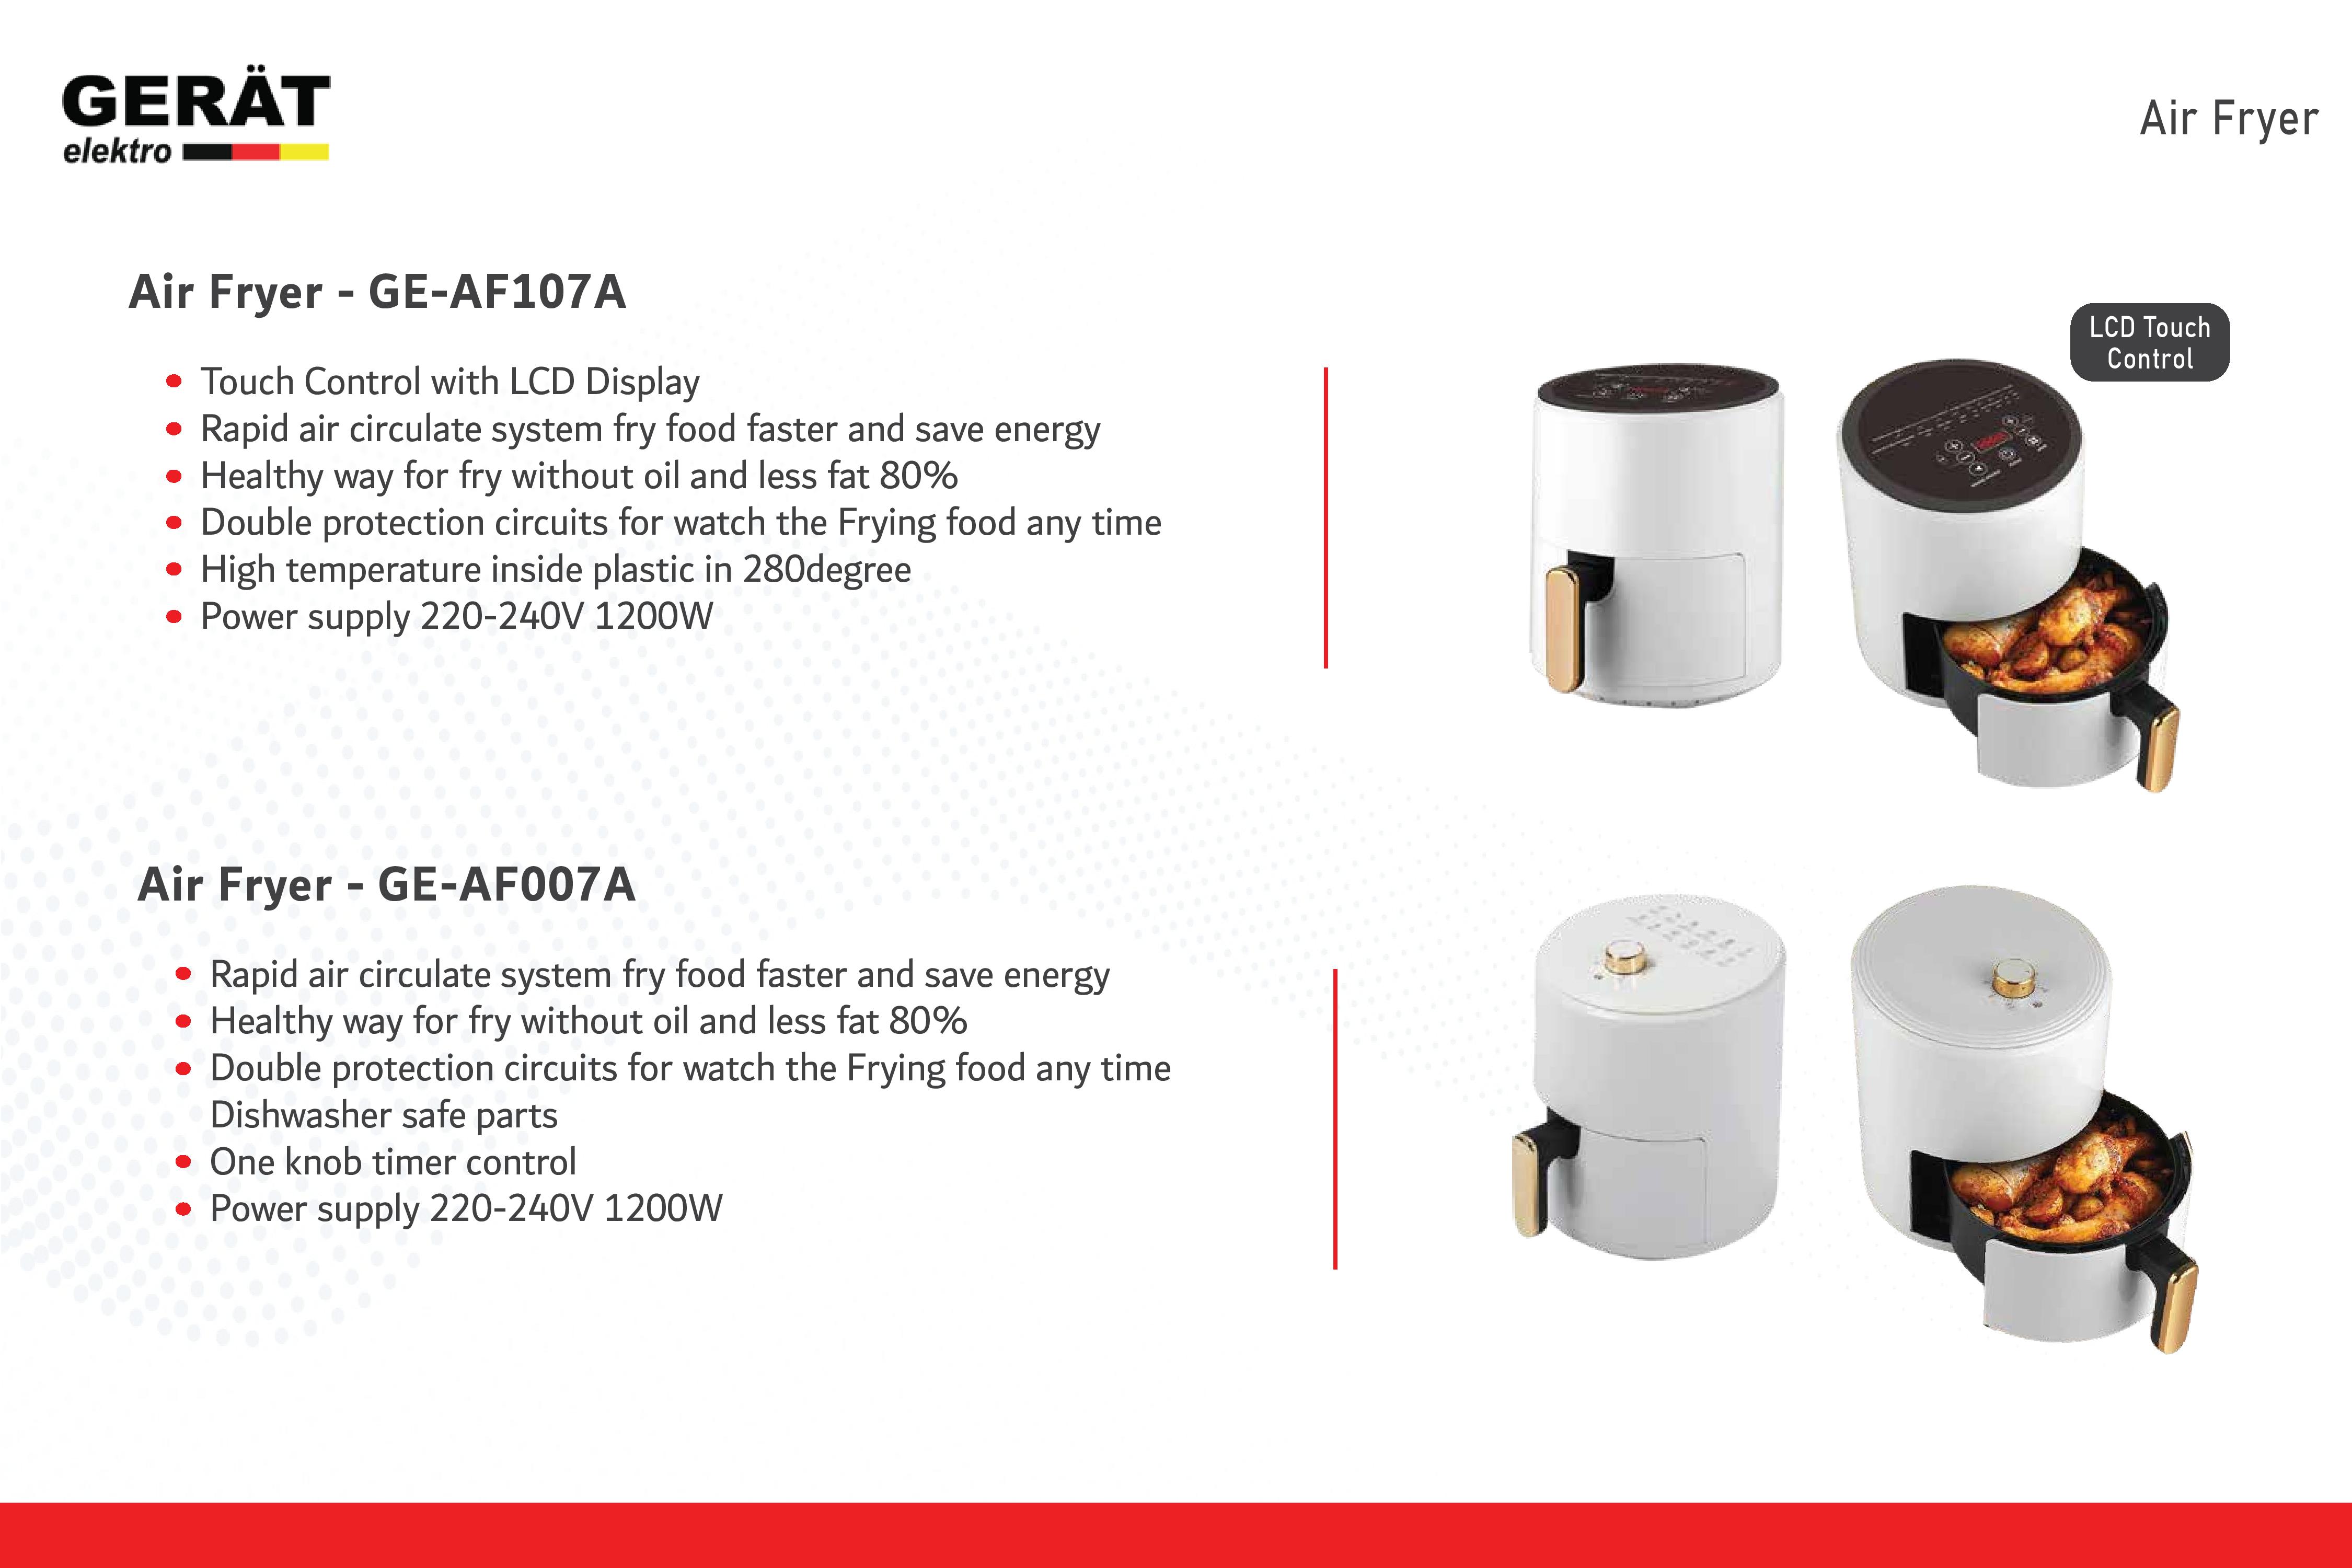 GERÄT
elektro
Air Fryer
Air Fryer - GE-AF107A
• Touch Control with LCD Display
• Rapid air circulate system fry food faster and save energy
• Healthy way for fry without oil and less fat 80%
• Double protection circuits for watch the Frying food any time
• High temperature inside plastic in 280degree
• Power supply 220-240V 1200W
LCD Touch
Control
Air Fryer - GE-AF007A
• Rapid air circulate system fry food faster and save energy
• Healthy way for fry without oil and less fat 80%
• Double protection circuits for watch the Frying food any time
Dishwasher safe parts
• One knob timer control
• Power supply 220-240V 1200W